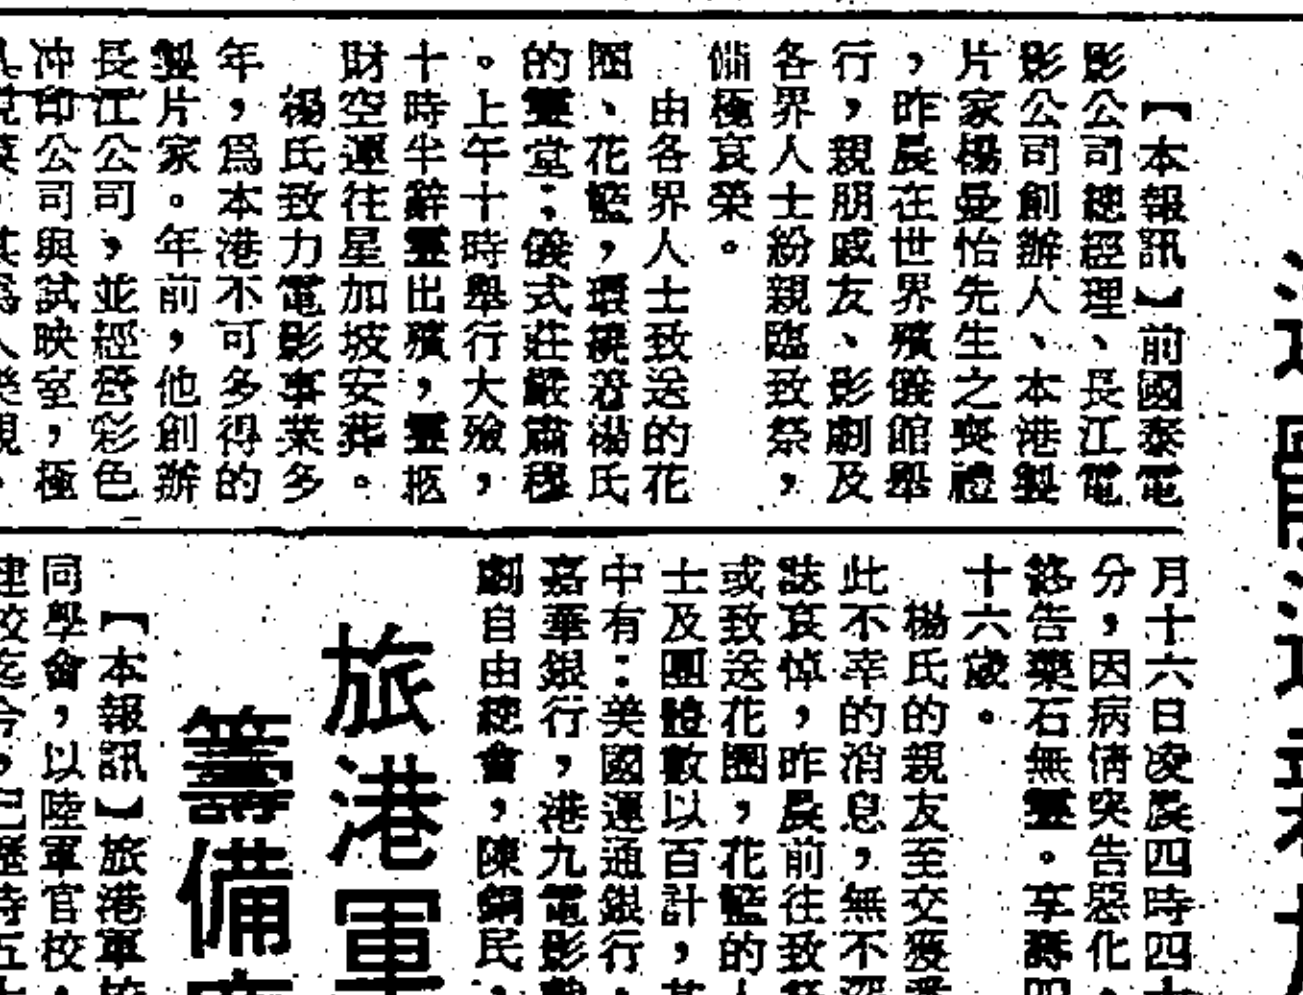 【本報訊】前國泰電
影公司總經理、長江電
影公司創辦人、本港製
片家楊曼怡先生之喪禮
，昨晨在世界殯儀館舉
行，親朋戚友、影劇及
各界人士紛親臨致祭，
備極哀榮。
由各界人士致送的花
圈、花籃，環繞着楊氏
的靈堂；儀式莊嚴肅穆
。上午十時舉行大殮，
十時半辭靈出殯，靈柩
財空運往星加坡安葬。
楊氏致力電影事業多
年，爲本港不可多得的
製片家。年前，他創辦
長江公司，並經營彩色
冲印公司與試映室，極
月十六日凌晨四時四十
分，因病情突告惡化，
終告藥石無靈。享壽四
十六歲。
楊氏的親友至交獲悉
此不幸的消息，無不深
誌哀悼，昨晨前往致祭
或致送花圈，花籃的人
士及團體數以百計，其
中有：美國運通銀行，
嘉華銀行，港九電影
劇自由總會，陳銅民，
旅港軍
籌備
【本報訊】旅港軍校
同學會，以陸軍官校，
建校迄今，已歷時五